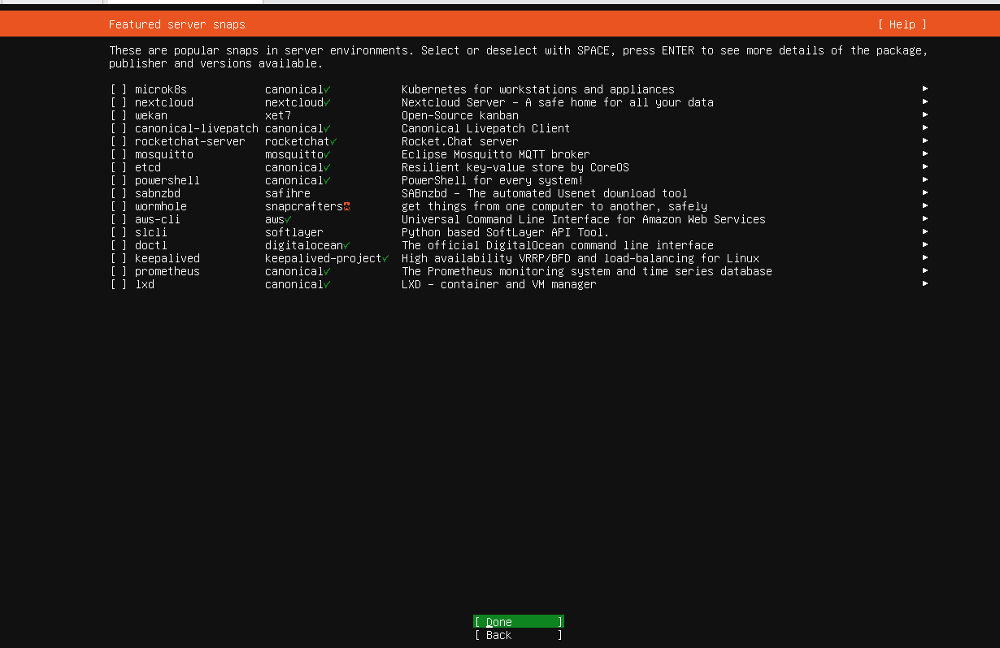 Featured server snaps [ Help ]
These are popular snaps in server environments. Select or deselect with SPACE, press ENTER to see more details of the package,
publisher and versions available.
[ ] microk8s canonical✓ Kubernetes for workstations and appliances ▸
[ ] nextcloud nextcloud✓ Nextcloud Server - A safe home for all your data ▸
[ ] wekan xet7 Open-Source kanban ▸
[ ] canonical-livepatch canonical✓ Canonical Livepatch Client ▸
[ ] rocketchat-server rocketchat✓ Rocket.Chat server ▸
[ ] mosquitto mosquitto✓ Eclipse Mosquitto MQTT broker ▸
[ ] etcd canonical✓ Resilient key-value store by CoreOS ▸
[ ] powershell canonical✓ PowerShell for every system! ▸
[ ] sabnzbd safihre SABnzbd - The automated Usenet download tool ▸
[ ] wormhole snapcrafters get things from one computer to another, safely ▸
[ ] aws-cli aws✓ Universal Command Line Interface for Amazon Web Services ▸
[ ] slcli softlayer Python based SoftLayer API Tool. ▸
[ ] doctl digitalocean✓ The official DigitalOcean command line interface ▸
[ ] keepalived keepalived-project✓ High availability VRRP/BFD and load-balancing for Linux ▸
[ ] prometheus canonical✓ The Prometheus monitoring system and time series database ▸
[ ] lxd canonical✓ LXD - container and VM manager ▸
[ Done ]
[ Back ]